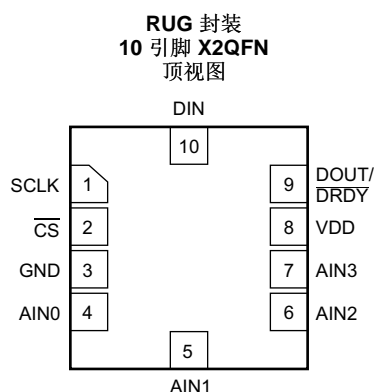 RUG 封装
10 引脚 X2QFN
顶视图
DIN
10
SCLK 1
9 DOUT/
DRDY
CS 2
8 VDD
GND 3
7 AIN3
AIN0 4
6 AIN2
5
AIN1